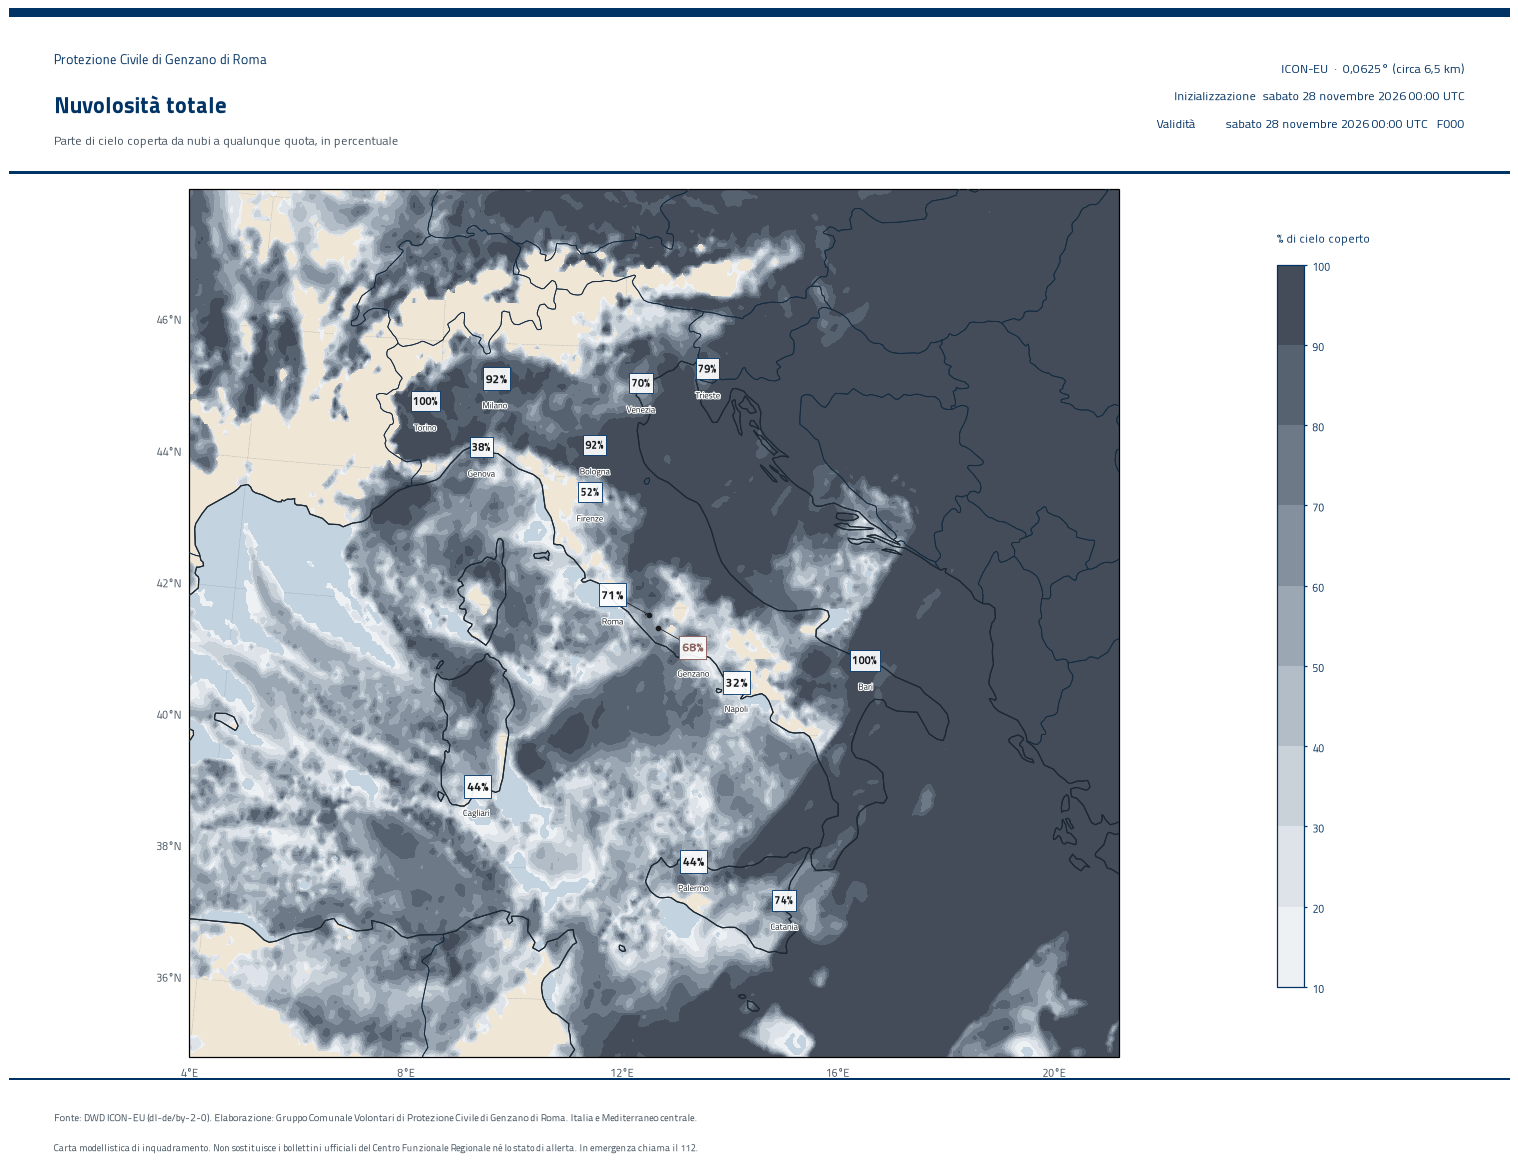 Protezione Civile di Genzano di Roma
Nuvolosità totale
Parte di cielo coperta da nubi a qualunque quota, in percentuale
ICON-EU · 0,0625° (circa 6,5 km)
Inizializzazione sabato 28 novembre 2026 00:00 UTC
Validità sabato 28 novembre 2026 00:00 UTC F000
% di cielo coperto
100
90
80
70
60
50
40
30
20
10
46°N
44°N
42°N
40°N
38°N
36°N
4°E
8°E
12°E
16°E
20°E
79%
Trieste
70%
Venezia
92%
Milano
100%
Torino
38%
Genova
92%
Bologna
52%
Firenze
71%
Roma
68%
Genzano
32%
Napoli
100%
Bari
44%
Cagliari
44%
Palermo
74%
Catania
Fonte: DWD ICON-EU (dl-de/by-2-0). Elaborazione: Gruppo Comunale Volontari di Protezione Civile di Genzano di Roma. Italia e Mediterraneo centrale.
Carta modellistica di inquadramento. Non sostituisce i bollettini ufficiali del Centro Funzionale Regionale né lo stato di allerta. In emergenza chiama il 112.